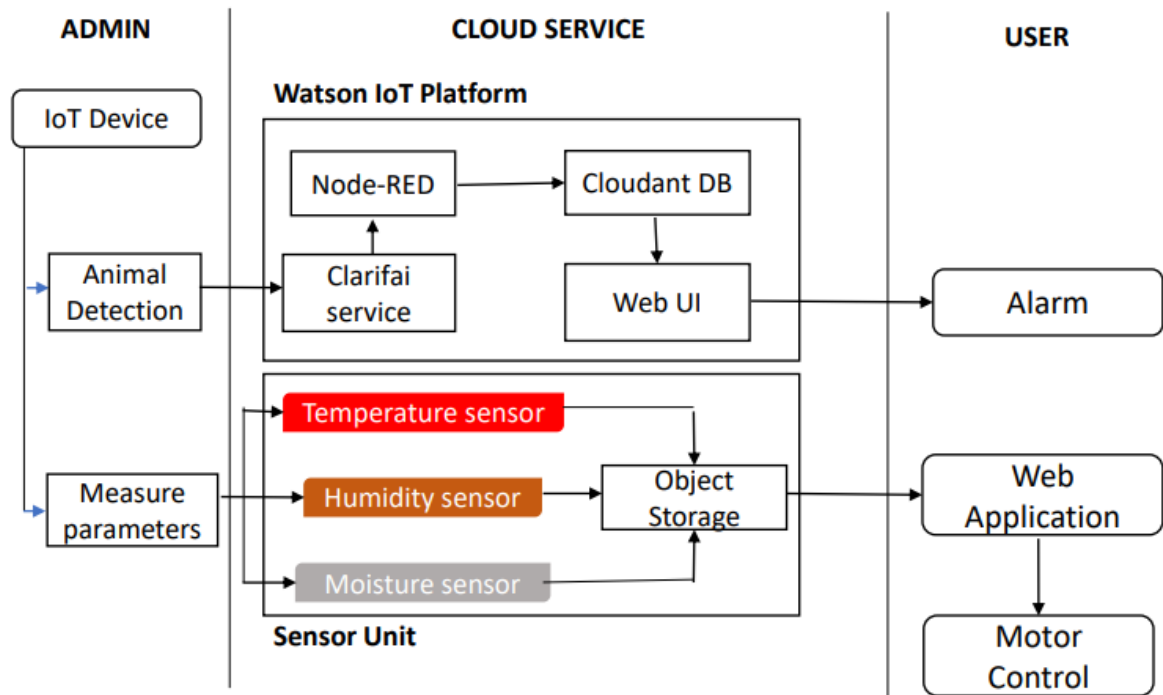 ADMIN
CLOUD SERVICE
USER
IoT Device
Animal
Detection
Measure
parameters
Watson IoT Platform
Node-RED
Cloudant DB
Clarifai
service
Web UI
Temperature sensor
Humidity sensor
Moisture sensor
Object
Storage
Sensor Unit
Alarm
Web
Application
Motor
Control